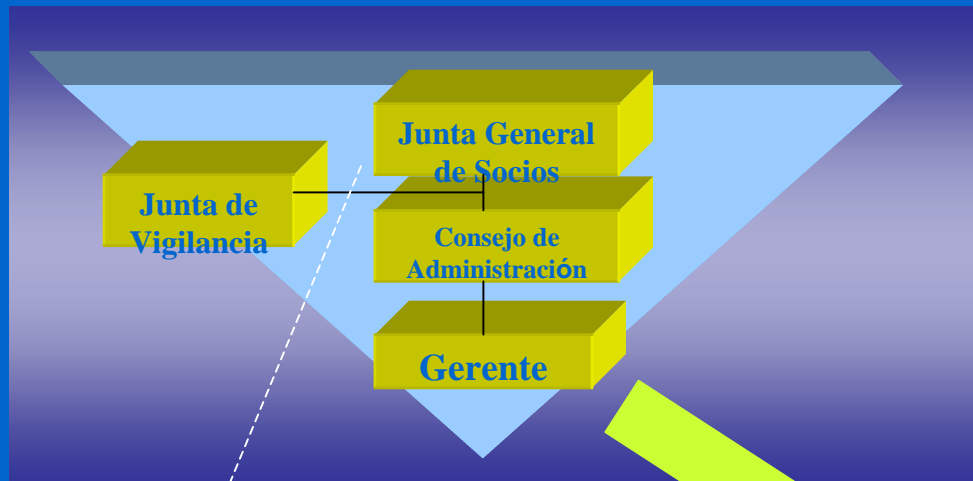 Junta General
de Socios
Junta de
Vigilancia
Consejo de
Administración
Gerente